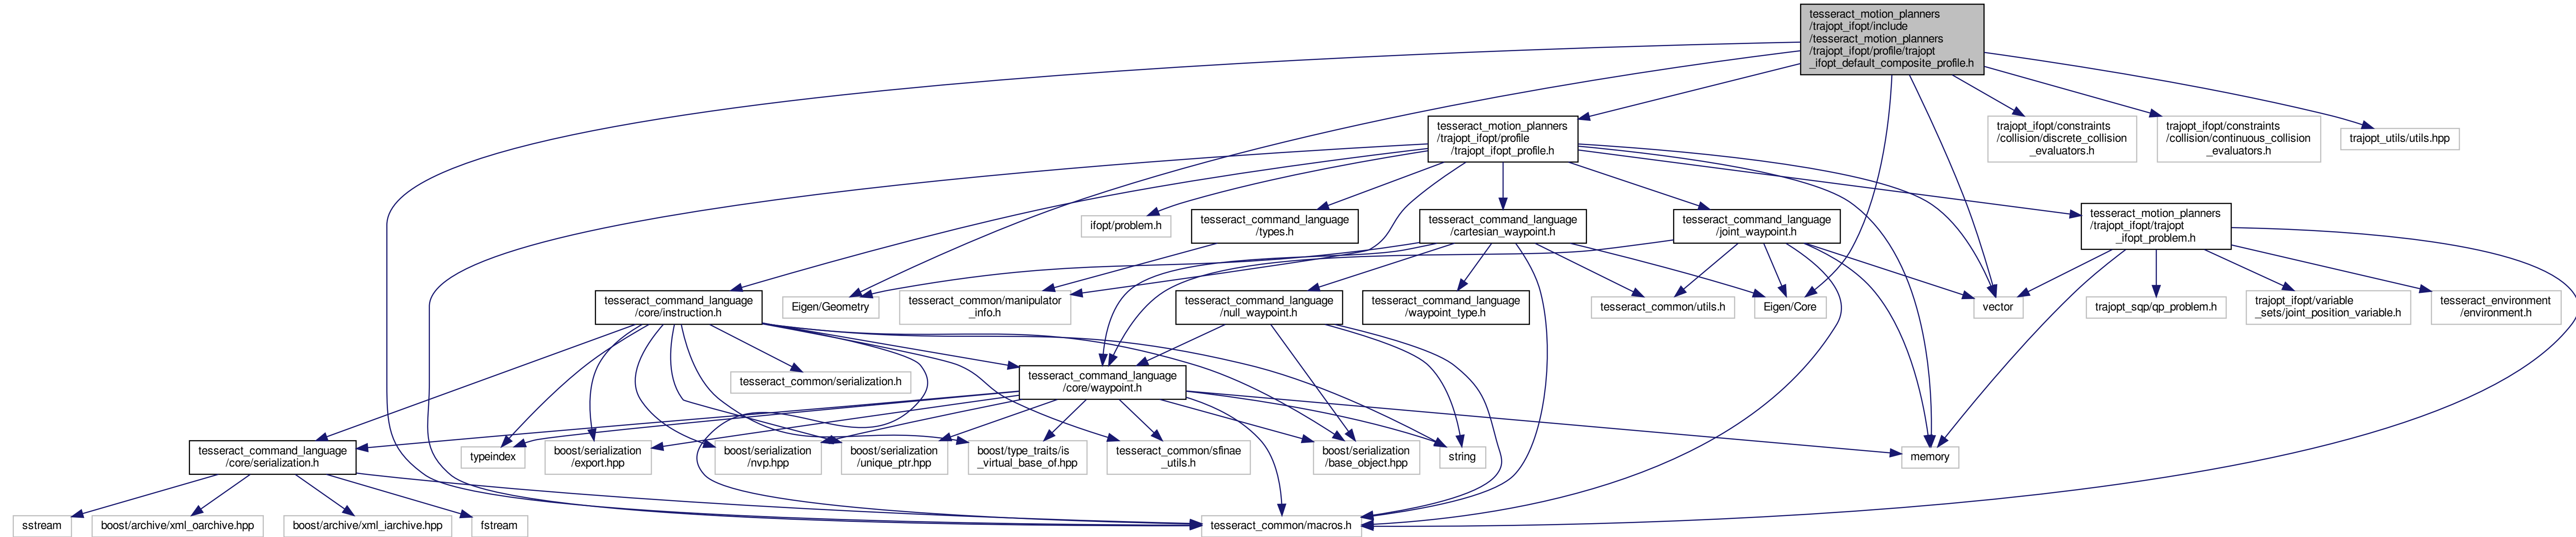 tesseract_motion_planners
/trajopt_ifopt/include
/tesseract_motion_planners
/trajopt_ifopt/profile/trajopt
_ifopt_default_composite_profile.h
tesseract_motion_planners
/trajopt_ifopt/profile
/trajopt_ifopt_profile.h
trajopt_ifopt/constraints
/collision/discrete_collision
_evaluators.h
trajopt_ifopt/constraints
/collision/continuous_collision
_evaluators.h
trajopt_utils/utils.hpp
ifopt/problem.h
tesseract_command_language
/types.h
tesseract_command_language
/cartesian_waypoint.h
tesseract_command_language
/joint_waypoint.h
tesseract_motion_planners
/trajopt_ifopt/trajopt
_ifopt_problem.h
tesseract_command_language
/core/instruction.h
Eigen/Geometry
tesseract_common/manipulator
_info.h
tesseract_command_language
/null_waypoint.h
tesseract_command_language
/waypoint_type.h
tesseract_common/utils.h
Eigen/Core
vector
trajopt_sqp/qp_problem.h
trajopt_ifopt/variable
_sets/joint_position_variable.h
tesseract_environment
/environment.h
tesseract_common/serialization.h
tesseract_command_language
/core/waypoint.h
tesseract_command_language
/core/serialization.h
typeindex
boost/serialization
/export.hpp
boost/serialization
/nvp.hpp
boost/serialization
/unique_ptr.hpp
boost/type_traits/is
_virtual_base_of.hpp
tesseract_common/sfinae
_utils.h
boost/serialization
/base_object.hpp
string
memory
sstream
boost/archive/xml_oarchive.hpp
boost/archive/xml_iarchive.hpp
fstream
tesseract_common/macros.h